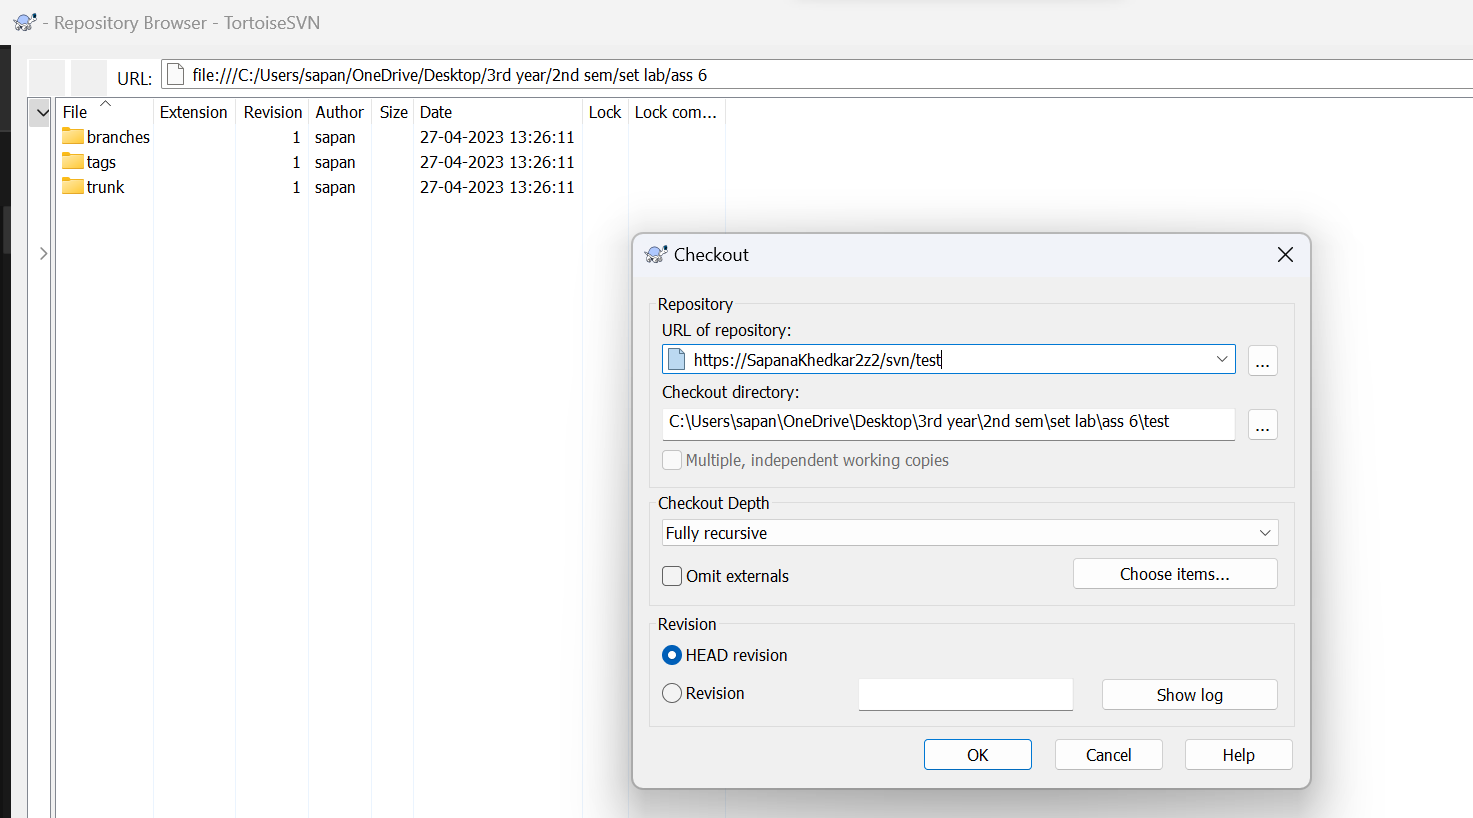 - Repository Browser - TortoiseSVN
URL: file:///C:/Users/sapan/OneDrive/Desktop/3rd year/2nd sem/set lab/ass 6
File Extension Revision Author Size Date Lock Lock com...
branches 1 sapan 27-04-2023 13:26:11
tags 1 sapan 27-04-2023 13:26:11
trunk 1 sapan 27-04-2023 13:26:11
Checkout
Repository
URL of repository:
https://SapanaKhedkar2z2/svn/test
...
Checkout directory:
C:\Users\sapan\OneDrive\Desktop\3rd year\2nd sem\set lab\ass 6\test
...
Multiple, independent working copies
Checkout Depth
Fully recursive
Omit externals
Choose items...
Revision
HEAD revision
Revision
Show log
OK Cancel Help